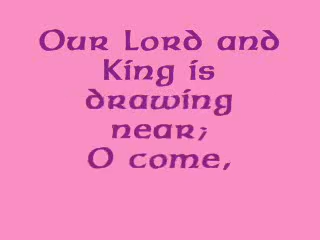 Our Lord and
King is
drawing
near;
O come,